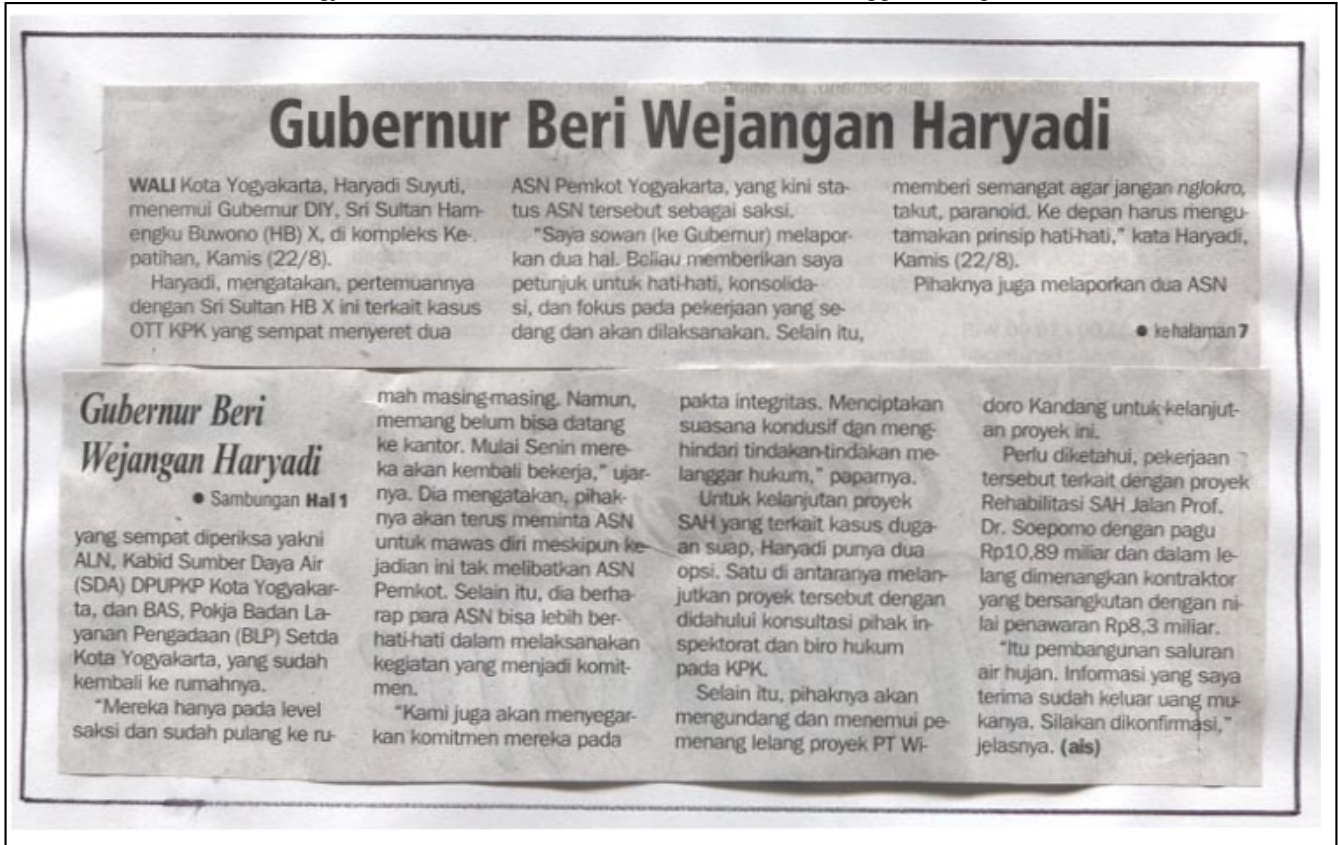 Gubernur Beri Wejangan Haryadi
WALI Kota Yogyakarta, Haryadi Suyuti,
menemui Gubernur DIY, Sri Sultan Ham-
engku Buwono (HB) X, di kompleks Ke-
patihan, Kamis (22/8).
Haryadi, mengatakan, pertemuannya
dengan Sri Sultan HB X ini terkait kasus
OTT KPK yang sempat menyeret dua
ASN Pemkot Yogyakarta, yang kini sta-
tus ASN tersebut sebagai saksi.
"Saya sowan (ke Gubernur) melapor-
kan dua hal. Beliau memberikan saya
petunjuk untuk hati-hati, konsolida-
si, dan fokus pada pekerjaan yang se-
dang dan akan dilaksanakan. Selain itu,
memberi semangat agar jangan nglokro,
takut, paranoid. Ke depan harus mengu-
tamakan prinsip hati-hati," kata Haryadi,
Kamis (22/8).
Pihaknya juga melaporkan dua ASN
● ke halaman 7
Gubernur Beri
Wejangan Haryadi
● Sambungan Hal 1
yang sempat diperiksa yakni
ALN, Kabid Sumber Daya Air
(SDA) DPUPKP Kota Yogyakar-
ta, dan BAS, Pokja Badan La-
yanan Pengadaan (BLP) Setda
Kota Yogyakarta, yang sudah
kembali ke rumahnya.
"Mereka hanya pada level
saksi dan sudah pulang ke ru-
mah masing-masing. Namun,
memang belum bisa datang
ke kantor. Mulai Senin mere-
ka akan kembali bekerja," ujar-
nya. Dia mengatakan, pihak-
nya akan terus meminta ASN
untuk mawas diri meskipun ke-
jadian ini tak melibatkan ASN
Pemkot. Selain itu, dia berha-
rap para ASN bisa lebih ber-
hati-hati dalam melaksanakan
kegiatan yang menjadi komit-
men.
"Kami juga akan menyegar-
kan komitmen mereka pada
pakta integritas. Menciptakan
suasana kondusif dan meng-
hindari tindakan-tindakan me-
langgar hukum," paparnya.
Untuk kelanjutan proyek
SAH yang terkait kasus duga-
an suap, Haryadi punya dua
opsi. Satu di antaranya melan-
jutkan proyek tersebut dengan
didahului konsultasi pihak in-
spektorat dan biro hukum
pada KPK.
Selain itu, pihaknya akan
mengundang dan menemui pe-
menang lelang proyek PT Wi-
doro Kandang untuk kelanjut-
an proyek ini.
Perlu diketahui, pekerjaan
tersebut terkait dengan proyek
Rehabilitasi SAH Jalan Prof.
Dr. Soepomo dengan pagu
Rp10,89 miliar dan dalam le-
lang dimenangkan kontraktor
yang bersangkutan dengan ni-
lai penawaran Rp8,3 miliar.
"Itu pembangunan saluran
air hujan. Informasi yang saya
terima sudah keluar uang mu-
kanya. Silakan dikonfirmasi,"
jelasnya. (ais)